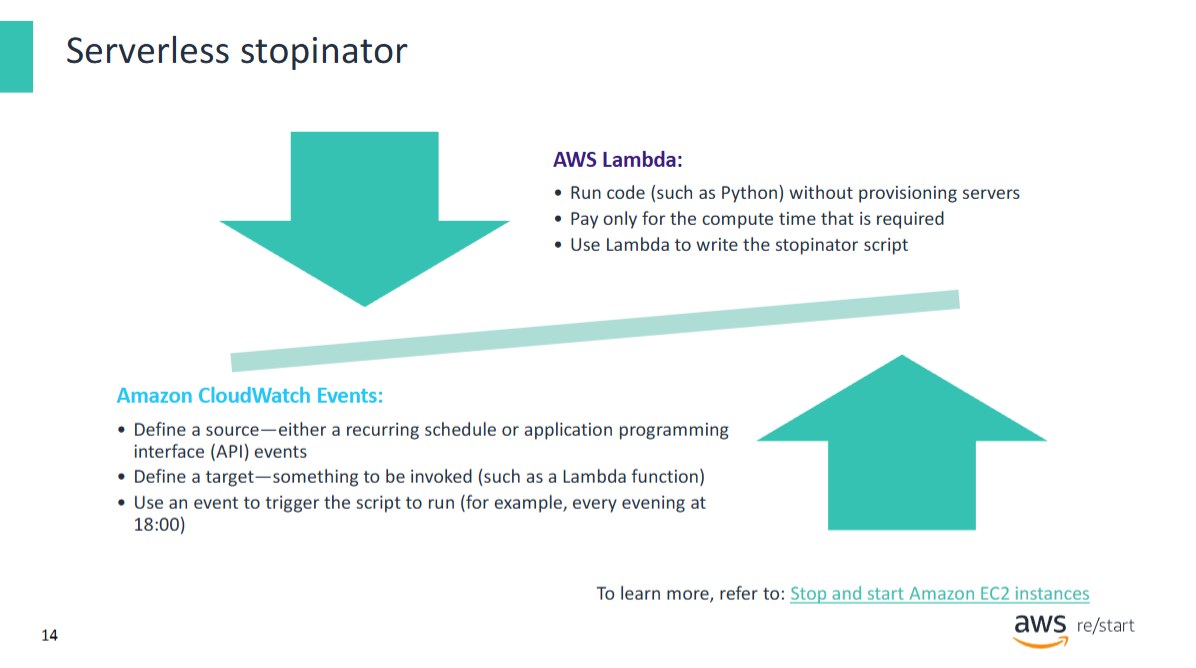 Serverless stopinator
AWS Lambda:
• Run code (such as Python) without provisioning servers
• Pay only for the compute time that is required
• Use Lambda to write the stopinator script
Amazon CloudWatch Events:
• Define a source—either a recurring schedule or application programming
interface (API) events
• Define a target—something to be invoked (such as a Lambda function)
• Use an event to trigger the script to run (for example, every evening at
18:00)
To learn more, refer to: Stop and start Amazon EC2 instances
14
aws re/start